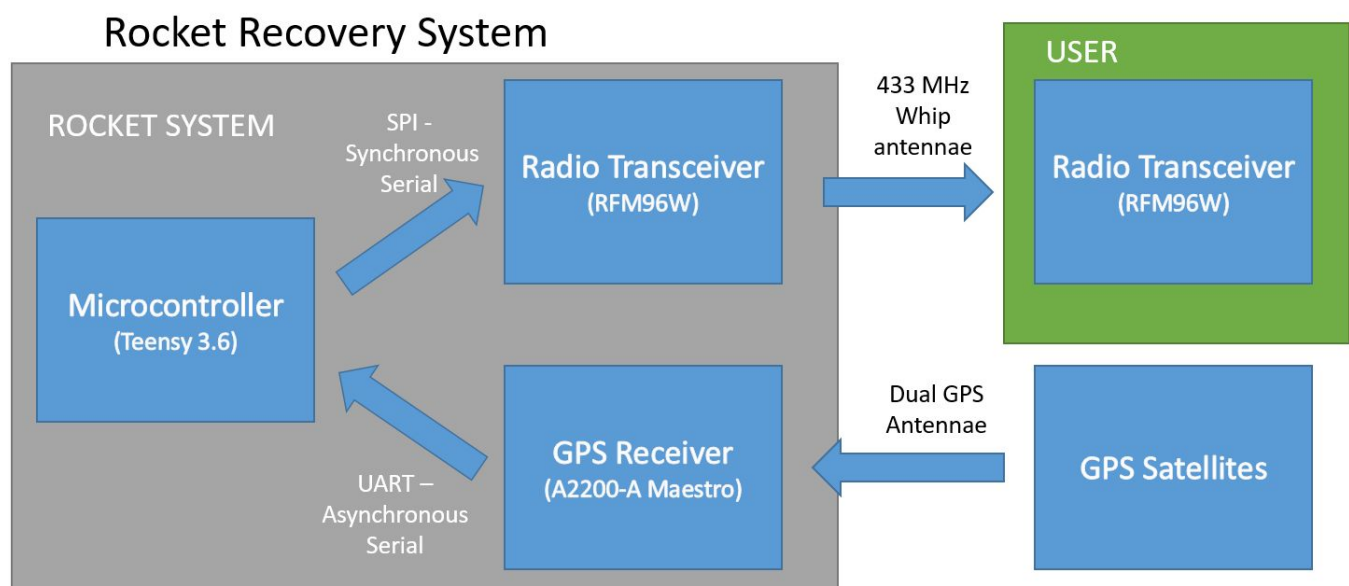 Rocket Recovery System
ROCKET SYSTEM
SPI -
Synchronous
Serial
Radio Transceiver
(RFM96W)
433 MHz
Whip
antennae
USER
Radio Transceiver
(RFM96W)
Microcontroller
(Teensy 3.6)
UART –
Asynchronous
Serial
GPS Receiver
(A2200-A Maestro)
Dual GPS
Antennae
GPS Satellites